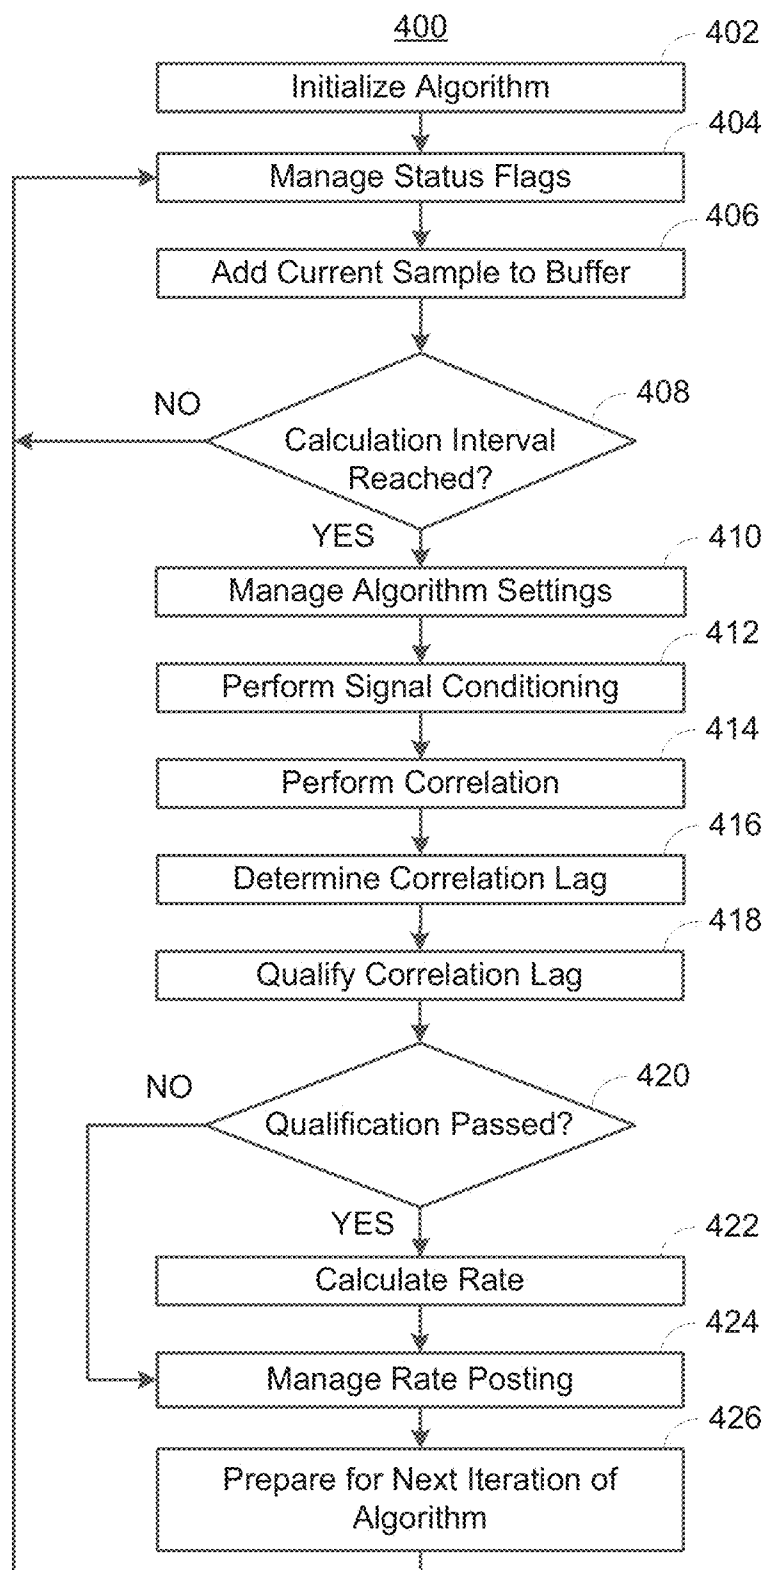 400
402
Initialize Algorithm
404
Manage Status Flags
406
Add Current Sample to Buffer
NO
408
Calculation Interval
Reached?
YES
410
Manage Algorithm Settings
412
Perform Signal Conditioning
414
Perform Correlation
416
Determine Correlation Lag
418
Qualify Correlation Lag
NO
420
Qualification Passed?
YES
422
Calculate Rate
424
Manage Rate Posting
426
Prepare for Next Iteration of
Algorithm